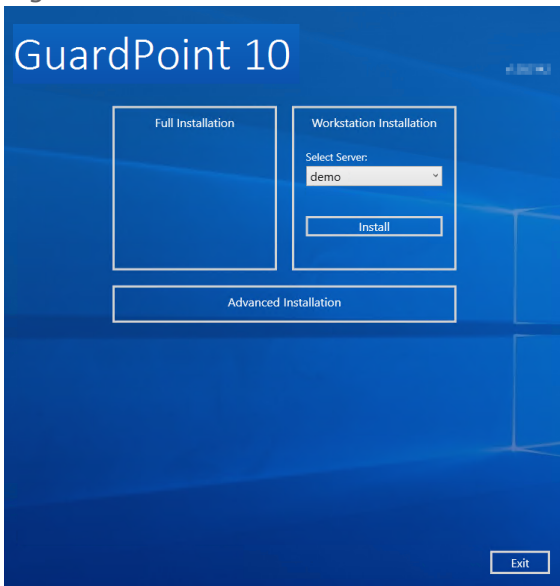 GuardPoint 10
Full Installation
Workstation Installation
Select Server:
demo
Install
Advanced Installation
Exit